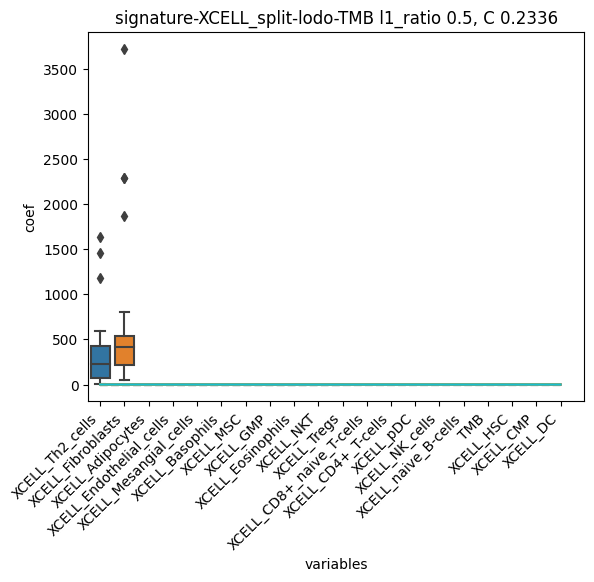 signature-XCELL_split-lodo-TMB l1_ratio 0.5, C 0.2336
coef
3500
3000
2500
2000
1500
1000
500
0
XCELL_Th2_cells
XCELL_Fibroblasts
XCELL_Adipocytes
XCELL_Endothelial_cells
XCELL_Mesangial_cells
XCELL_Basophils
XCELL_MSC
XCELL_GMP
XCELL_Eosinophils
XCELL_NKT
XCELL_Tregs
XCELL_CD8+_naive_T-cells
XCELL_CD4+_T-cells
XCELL_pDC
XCELL_NK_cells
XCELL_naive_B-cells
TMB
XCELL_HSC
XCELL_CMP
XCELL_DC
variables